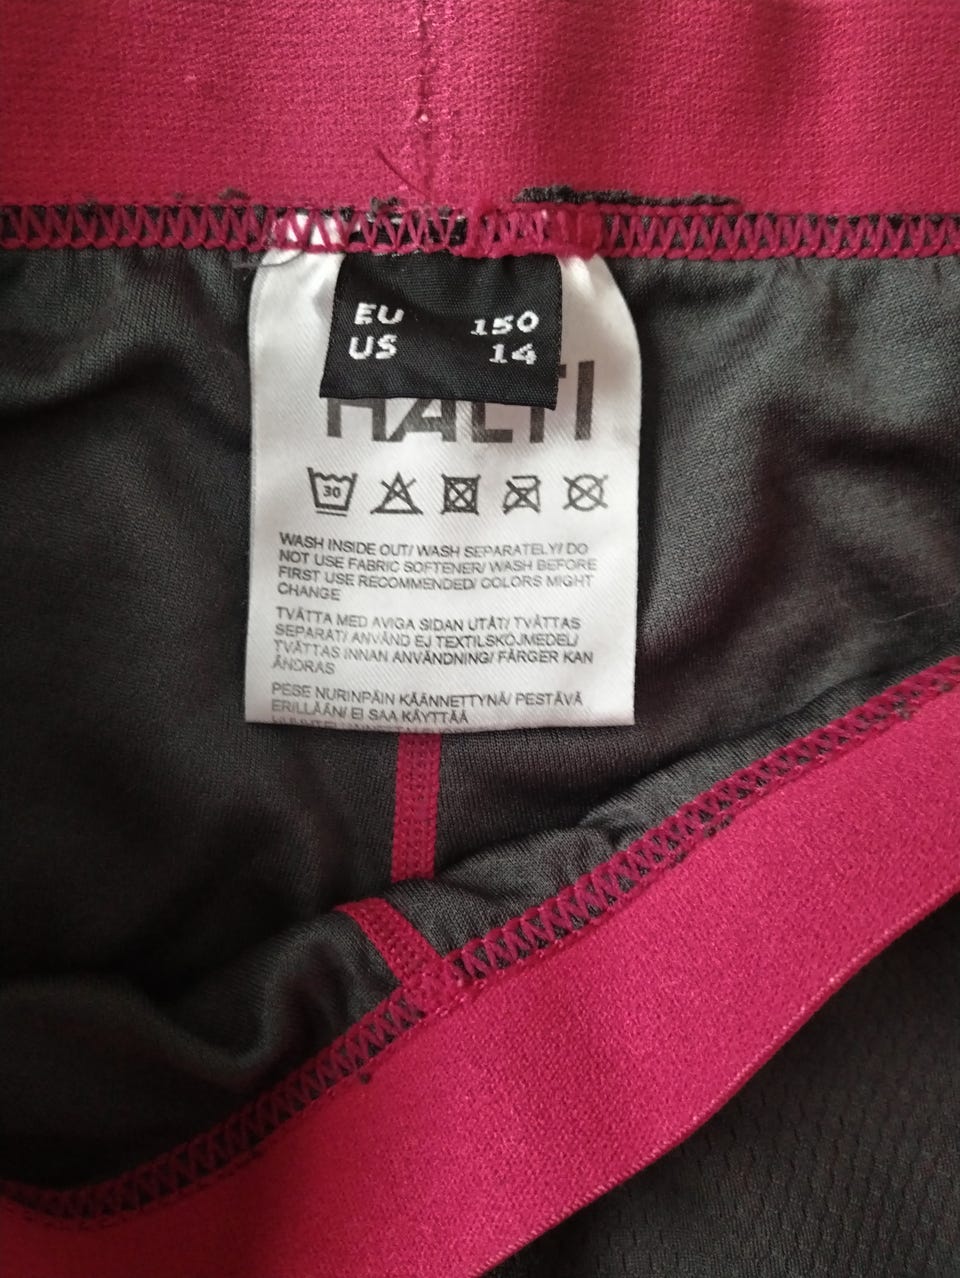 EU 150
US 14
HALTI
30
WASH INSIDE OUT/ WASH SEPARATELY/ DO
NOT USE FABRIC SOFTENER/ WASH BEFORE
FIRST USE RECOMMENDED/ COLORS MIGHT
CHANGE
TVÄTTA MED AVIGA SIDAN UTÅT/ TVÄTTAS
SEPARAT/ ANVÄND EJ TEXTILSKÖJMEDEL/
TVÄTTAS INNAN ANVÄNDNING/ FÄRGER KAN
ÄNDRAS
PESE NURINPÄIN KÄÄNNETTYNÄ/ PESTÄVÄ
ERILLÄÄN/ EI SAA KÄYTTÄÄ